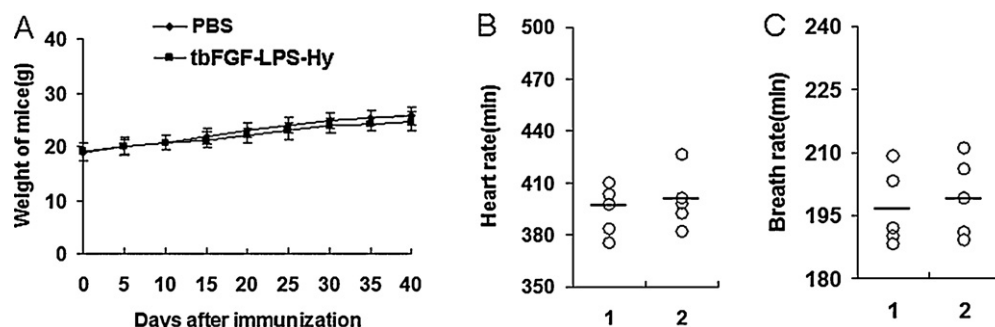 A
PBS
tbFGF-LPS-Hy
Weight of mice(g)
40
30
20
10
0
0 5 10 15 20 25 30 35 40
Days after immunization
B
Heart rate(min)
500
470
440
410
380
350
1 2
C
Breath rate(min)
240
225
210
195
180
1 2